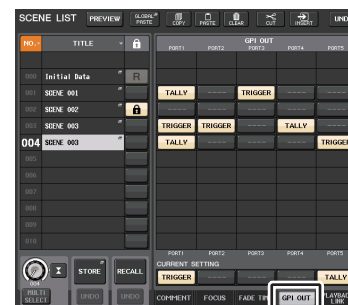 SCENE LIST PREVIEW GLOBAL PASTE COPY PASTE CLEAR CUT INSERT UND
NO. TITLE GPI OUT
PORT1 PORT2 PORT3 PORT4 PORT5
000 Initial Data R
001 SCENE 001 TALLY ---- TRIGGER ---- ----
002 SCENE 002 ---- ---- ---- ---- ----
003 SCENE 003 TRIGGER TRIGGER ---- TALLY ----
004 SCENE 003 TALLY ---- ---- ---- TRIGGER
005
006
007
008
009
010
PORT1 PORT2 PORT3 PORT4 PORT5
CURRENT SETTING
004 STORE RECALL TRIGGER ---- ---- ---- TALLY
MULTI SELECT UNDO UNDO COMMENT FOCUS FADE TIM GPI OUT PLAYBAC LINK